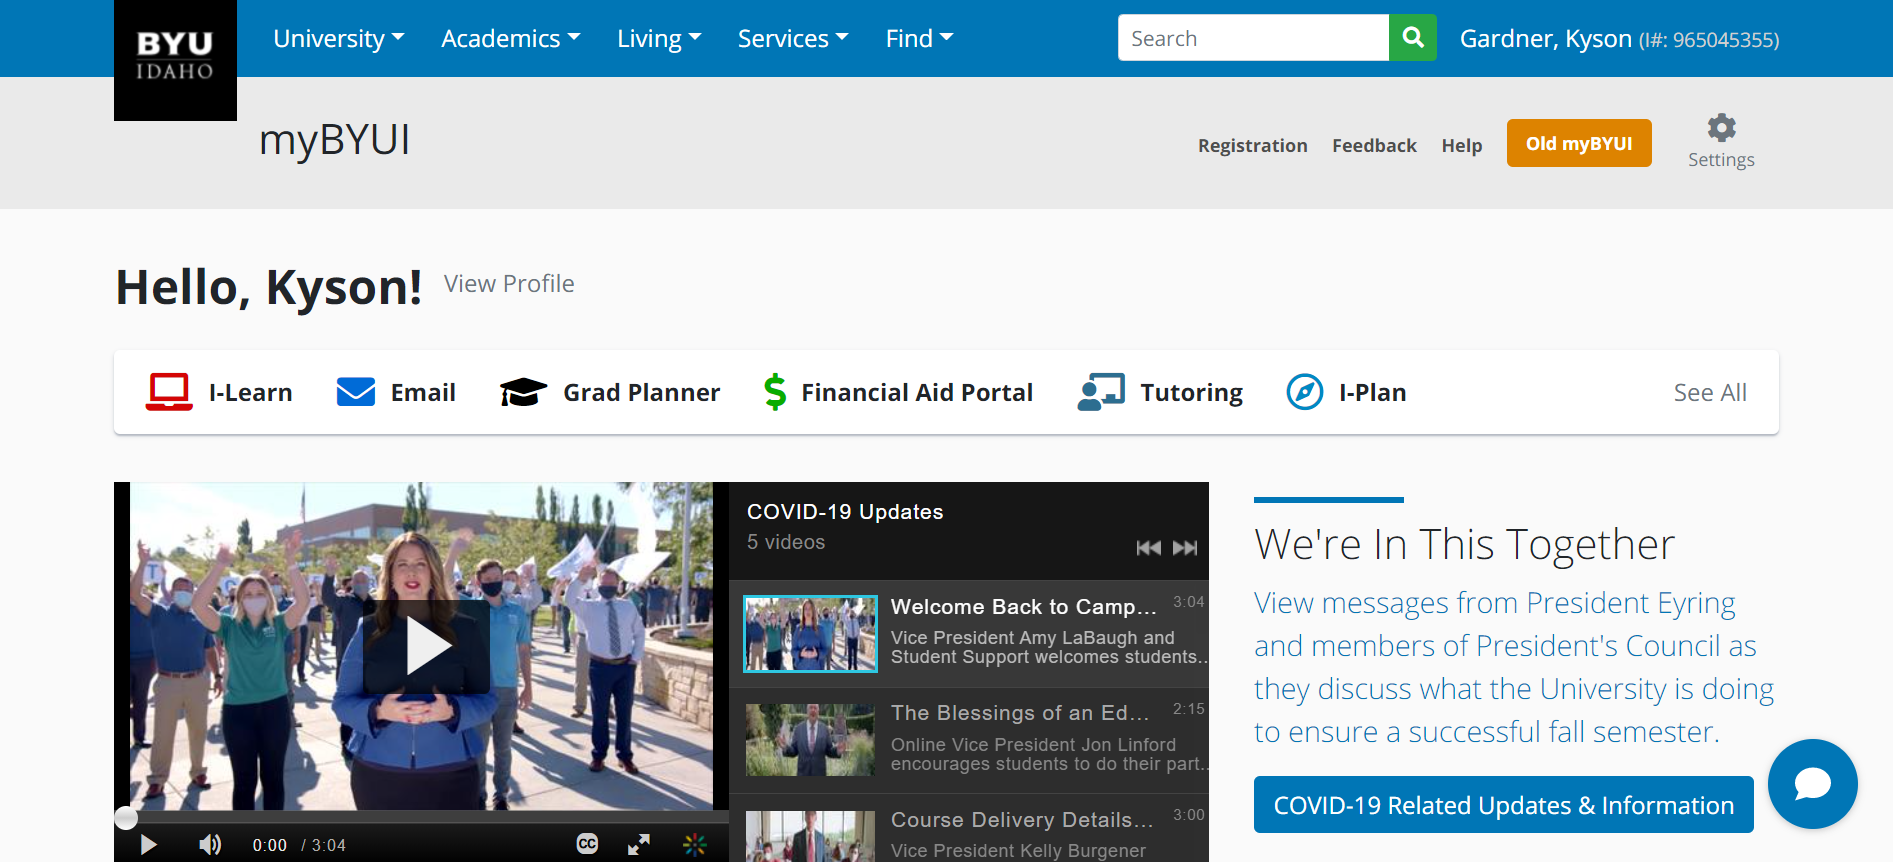 BYU
IDAHO
University
Academics
Living
Services
Find
Search
Gardner, Kyson (I#: 965045355)
myBYUI
Registration
Feedback
Help
Old myBYUI
Settings
Hello, Kyson!
View Profile
I-Learn
Email
Grad Planner
Financial Aid Portal
Tutoring
I-Plan
See All
COVID-19 Updates
5 videos
Welcome Back to Camp...
3:04
Vice President Amy LaBaugh and
Student Support welcomes students..
The Blessings of an Ed...
2:15
Online Vice President Jon Linford
encourages students to do their part..
Course Delivery Details...
3:00
Vice President Kelly Burgener
0:00 / 3:04
CC
We're In This Together
View messages from President Eyring
and members of President's Council as
they discuss what the University is doing
to ensure a successful fall semester.
COVID-19 Related Updates & Information